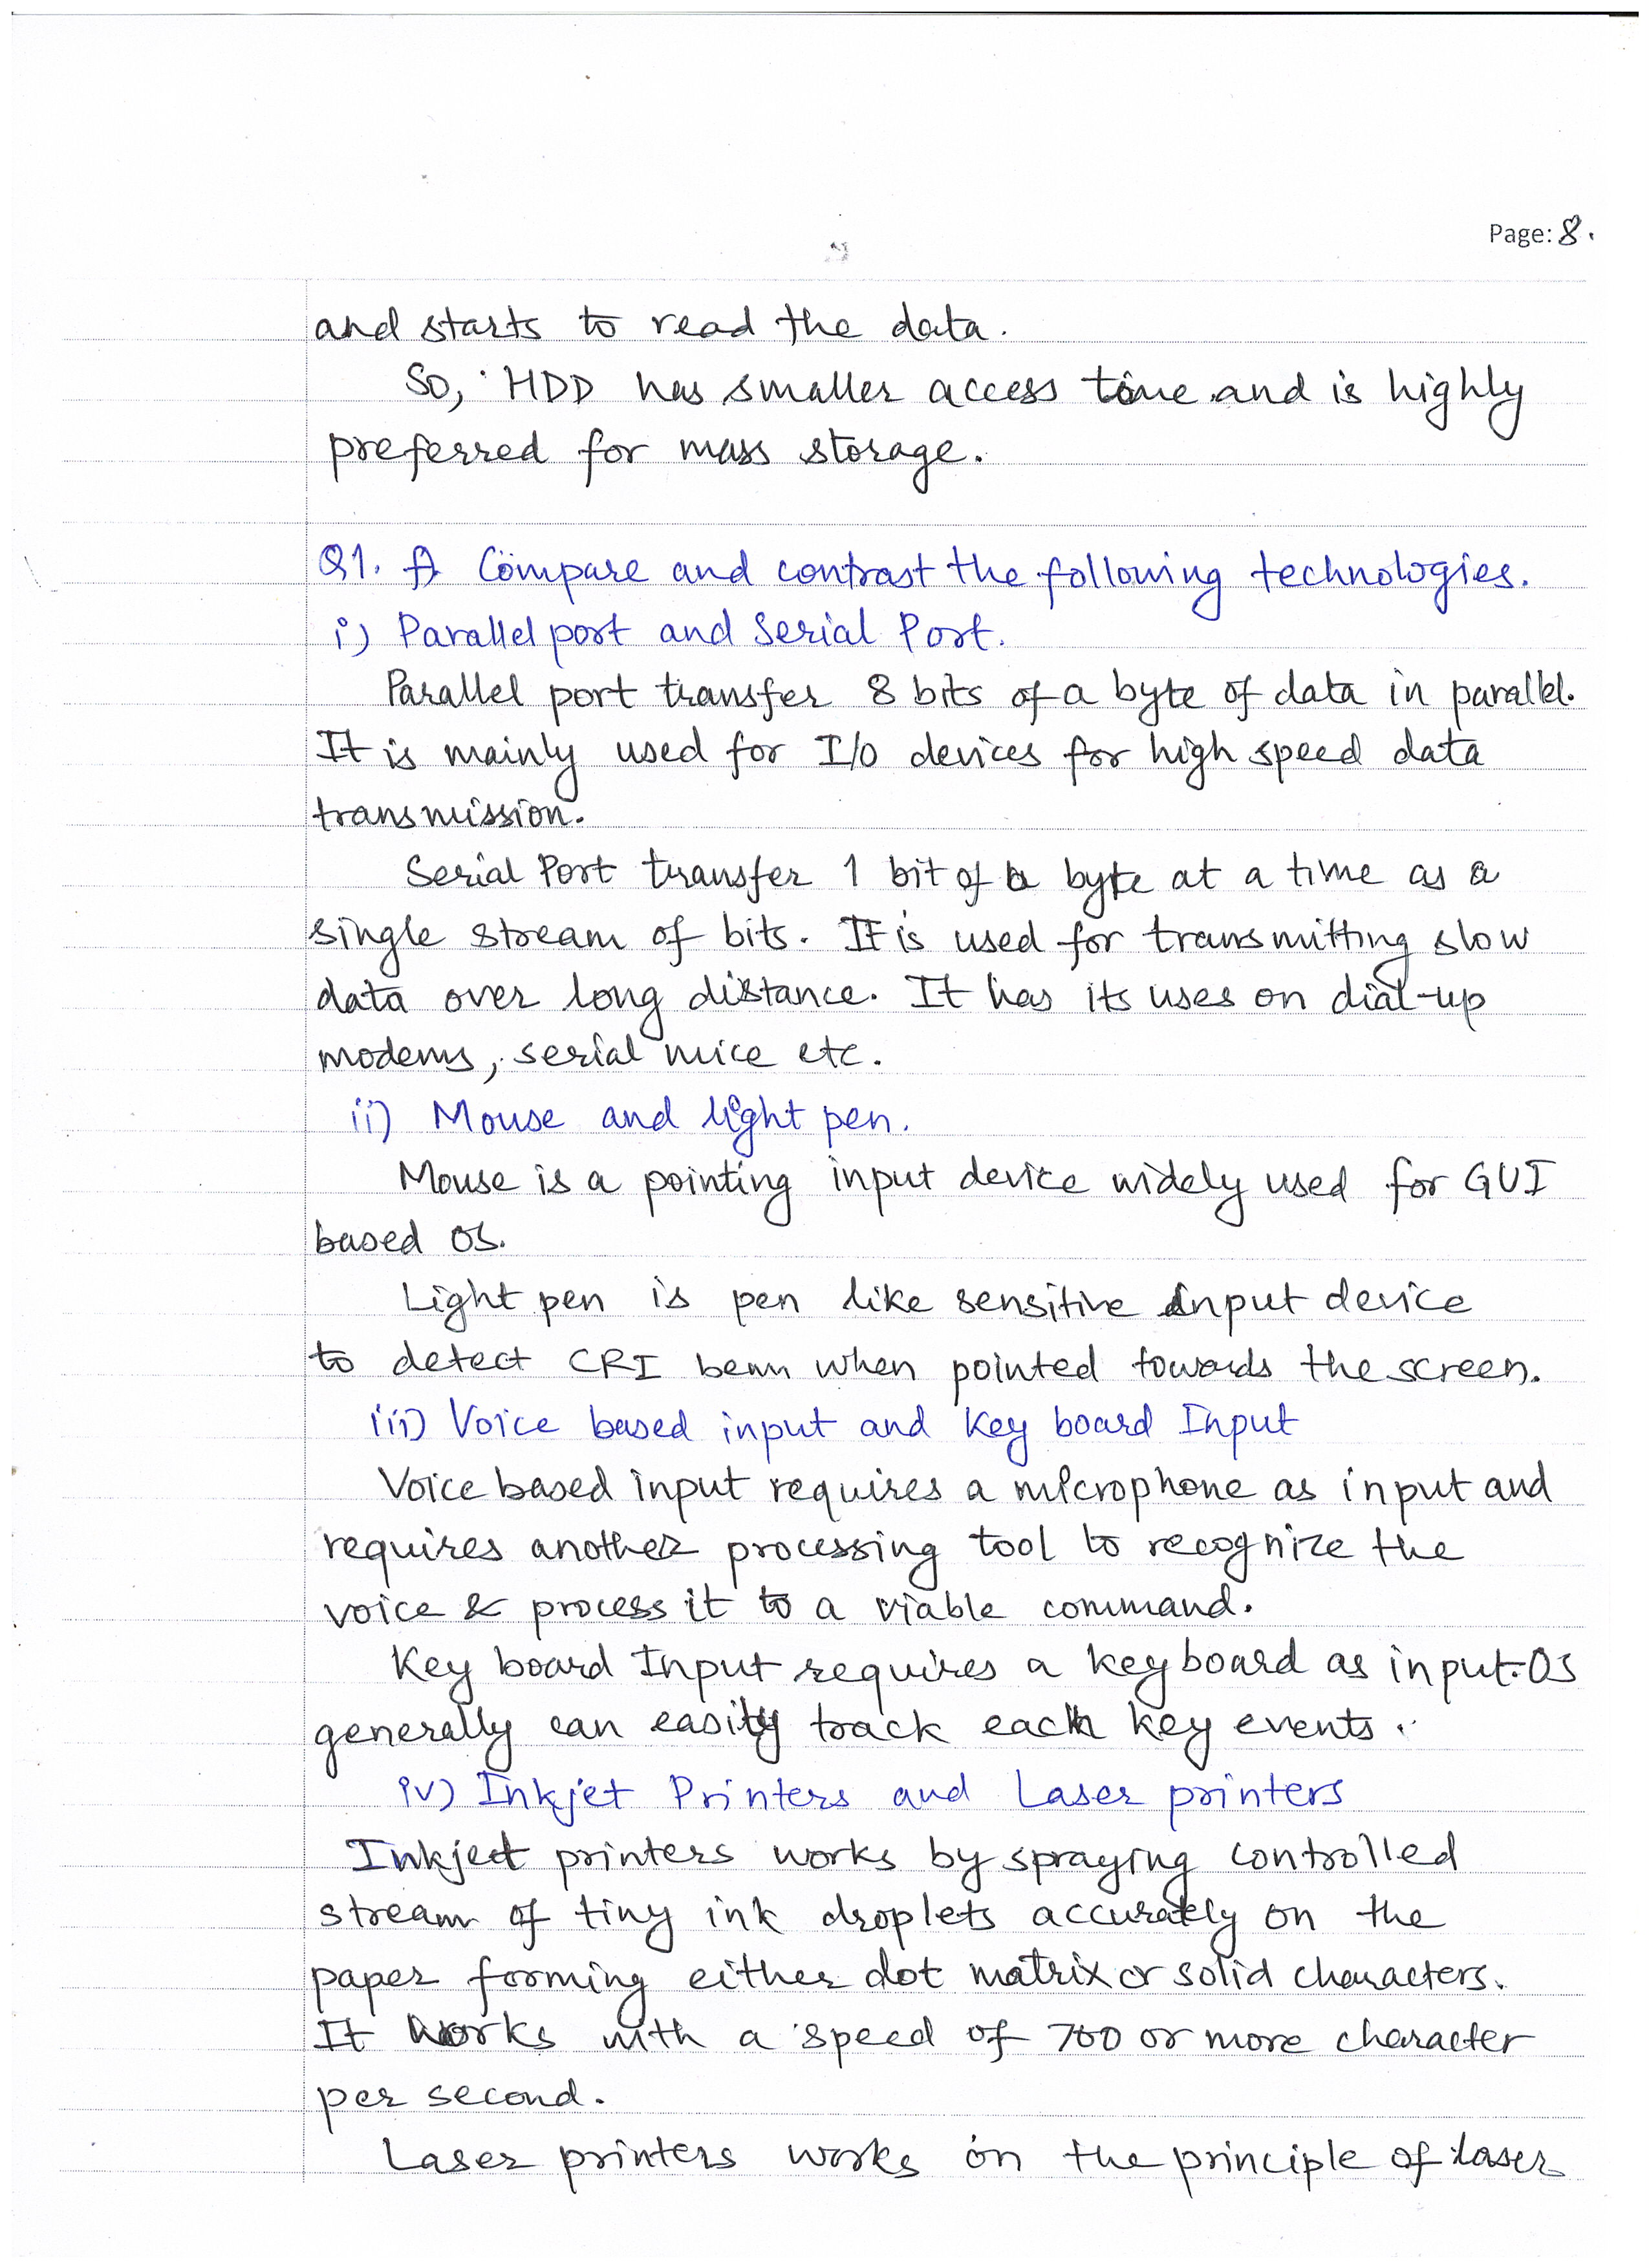 Page: 8.
and starts to read the data.
So, HDD has smaller access time and is highly
preferred for mass storage.
Q1. f) Compare and contrast the following technologies.
i) Parallel port and Serial Port.
Parallel port transfer 8 bits of a byte of data in parallel.
It is mainly used for I/O devices for high speed data
transmission.
Serial Port transfer 1 bit of a byte at a time as a
single stream of bits. It is used for transmitting slow
data over long distance. It has its uses on dial-up
modems, serial mice etc.
ii) Mouse and light pen.
Mouse is a pointing input device widely used for GUI
based OS.
Light pen is pen like sensitive input device
to detect CRI beam when pointed towards the screen.
iii) Voice based input and Key board Input
Voice based input requires a microphone as input and
requires another processing tool to recognize the
voice & process it to a viable command.
Key board Input requires a key board as input. OS
generally can easily track each key events.
iv) Inkjet Printers and Laser printers
Inkject printers works by spraying controlled
stream of tiny ink droplets accurately on the
paper forming either dot matrix or solid characters.
It works with a speed of 700 or more character
per second.
Laser printers works on the principle of laser